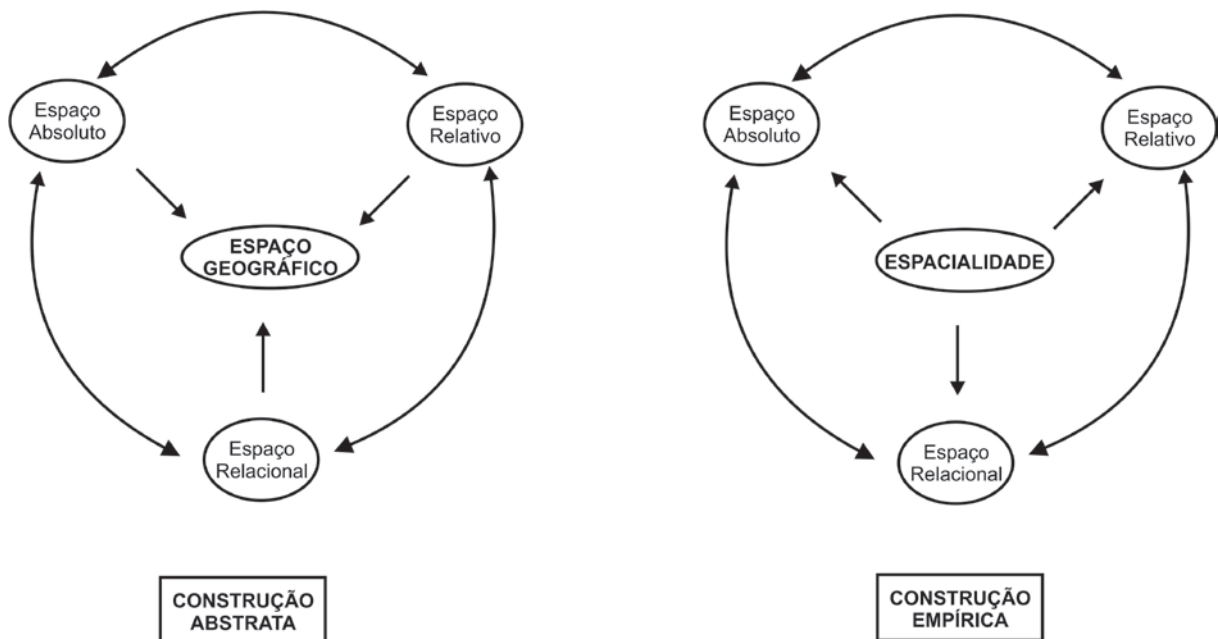 Espaço
Absoluto
Espaço
Relativo
ESPAÇO
GEOGRÁFICO
Espaço
Relacional
CONSTRUÇÃO
ABSTRATA
Espaço
Absoluto
Espaço
Relativo
ESPACIALIDADE
Espaço
Relacional
CONSTRUÇÃO
EMPÍRICA